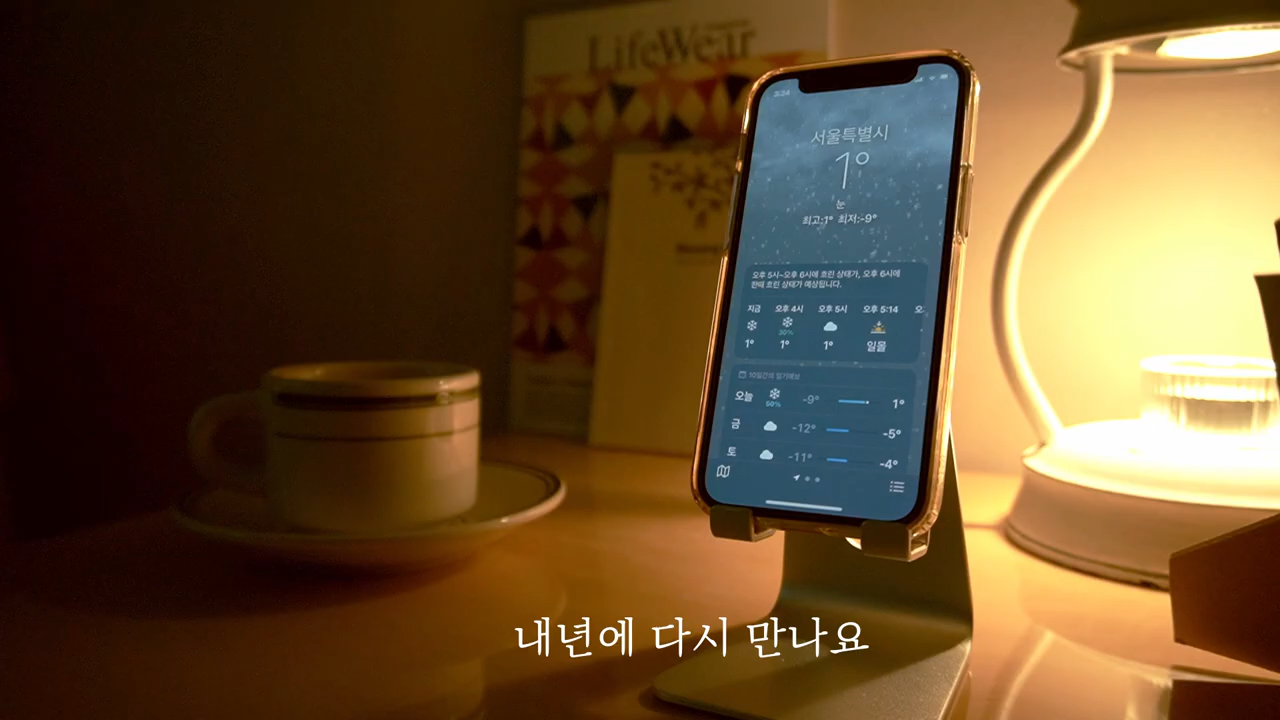 LifeWear
3:34
서울특별시
1°
눈
최고:1° 최저:-9°
오후 5시~오후 6시에 흐린 상태가, 오후 6시에
한때 흐린 상태가 예상됩니다.
지금 오후 4시 오후 5시 오후 5:14 오
30%
1° 1° 1° 일몰
10일간의 일기예보
오늘 50% -9° 1°
금 -12° -5°
토 -11° -4°
내년에 다시 만나요